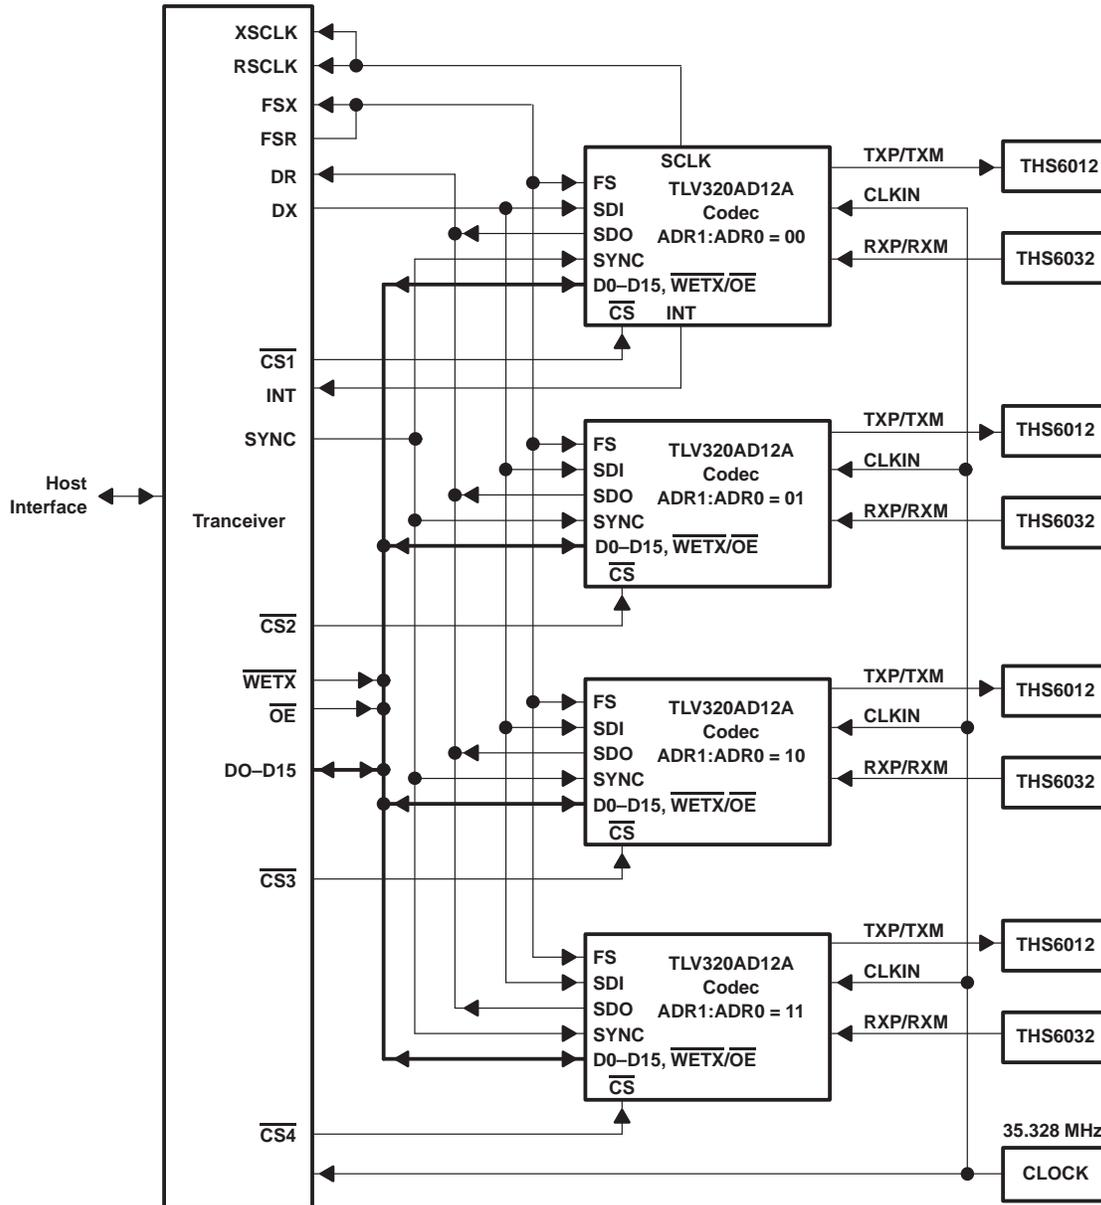 XSCLK
RSCLK
FSX
FSR
DR
DX
CS1
INT
SYNC
Host
Interface
Tranceiver
CS2
WETX
OE
DO–D15
CS3
CS4
SCLK
FS
SDI
SDO
SYNC
D0–D15, WETX/OE
CS
INT
TLV320AD12A
Codec
ADR1:ADR0 = 00
TXP/TXM
CLKIN
RXP/RXM
THS6012
THS6032
FS
SDI
SDO
SYNC
D0–D15, WETX/OE
CS
TLV320AD12A
Codec
ADR1:ADR0 = 01
TXP/TXM
CLKIN
RXP/RXM
THS6012
THS6032
FS
SDI
SDO
SYNC
D0–D15, WETX/OE
CS
TLV320AD12A
Codec
ADR1:ADR0 = 10
TXP/TXM
CLKIN
RXP/RXM
THS6012
THS6032
FS
SDI
SDO
SYNC
D0–D15, WETX/OE
CS
TLV320AD12A
Codec
ADR1:ADR0 = 11
TXP/TXM
CLKIN
RXP/RXM
THS6012
THS6032
35.328 MHz
CLOCK